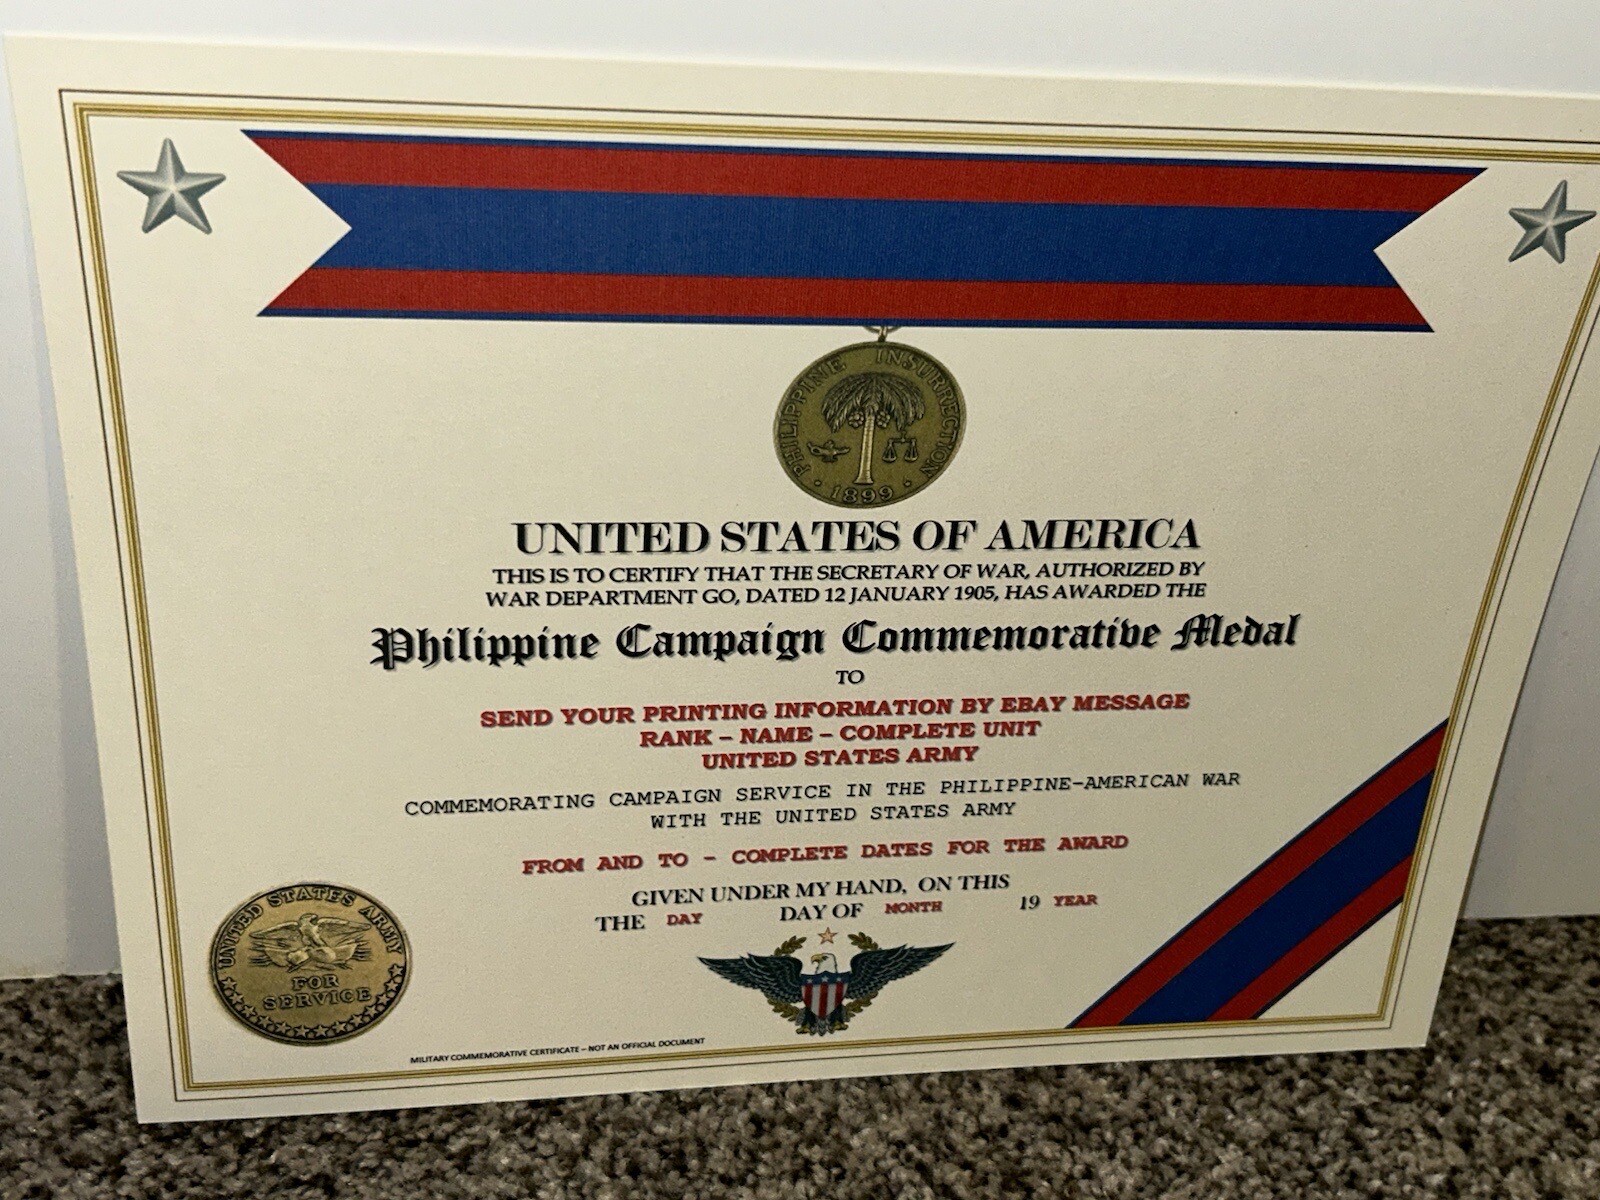 PHILIPPINE INSURRECTION
· 1899 ·
UNITED STATES OF AMERICA
THIS IS TO CERTIFY THAT THE SECRETARY OF WAR, AUTHORIZED BY
WAR DEPARTMENT GO, DATED 12 JANUARY 1905, HAS AWARDED THE
Philippine Campaign Commemorative Medal
TO
SEND YOUR PRINTING INFORMATION BY EBAY MESSAGE
RANK – NAME – COMPLETE UNIT
UNITED STATES ARMY
COMMEMORATING CAMPAIGN SERVICE IN THE PHILIPPINE-AMERICAN WAR
WITH THE UNITED STATES ARMY
FROM AND TO – COMPLETE DATES FOR THE AWARD
GIVEN UNDER MY HAND, ON THIS
THE DAY DAY OF MONTH 19 YEAR
UNITED STATES ARMY
FOR
SERVICE
MILITARY COMMEMORATIVE CERTIFICATE – NOT AN OFFICIAL DOCUMENT